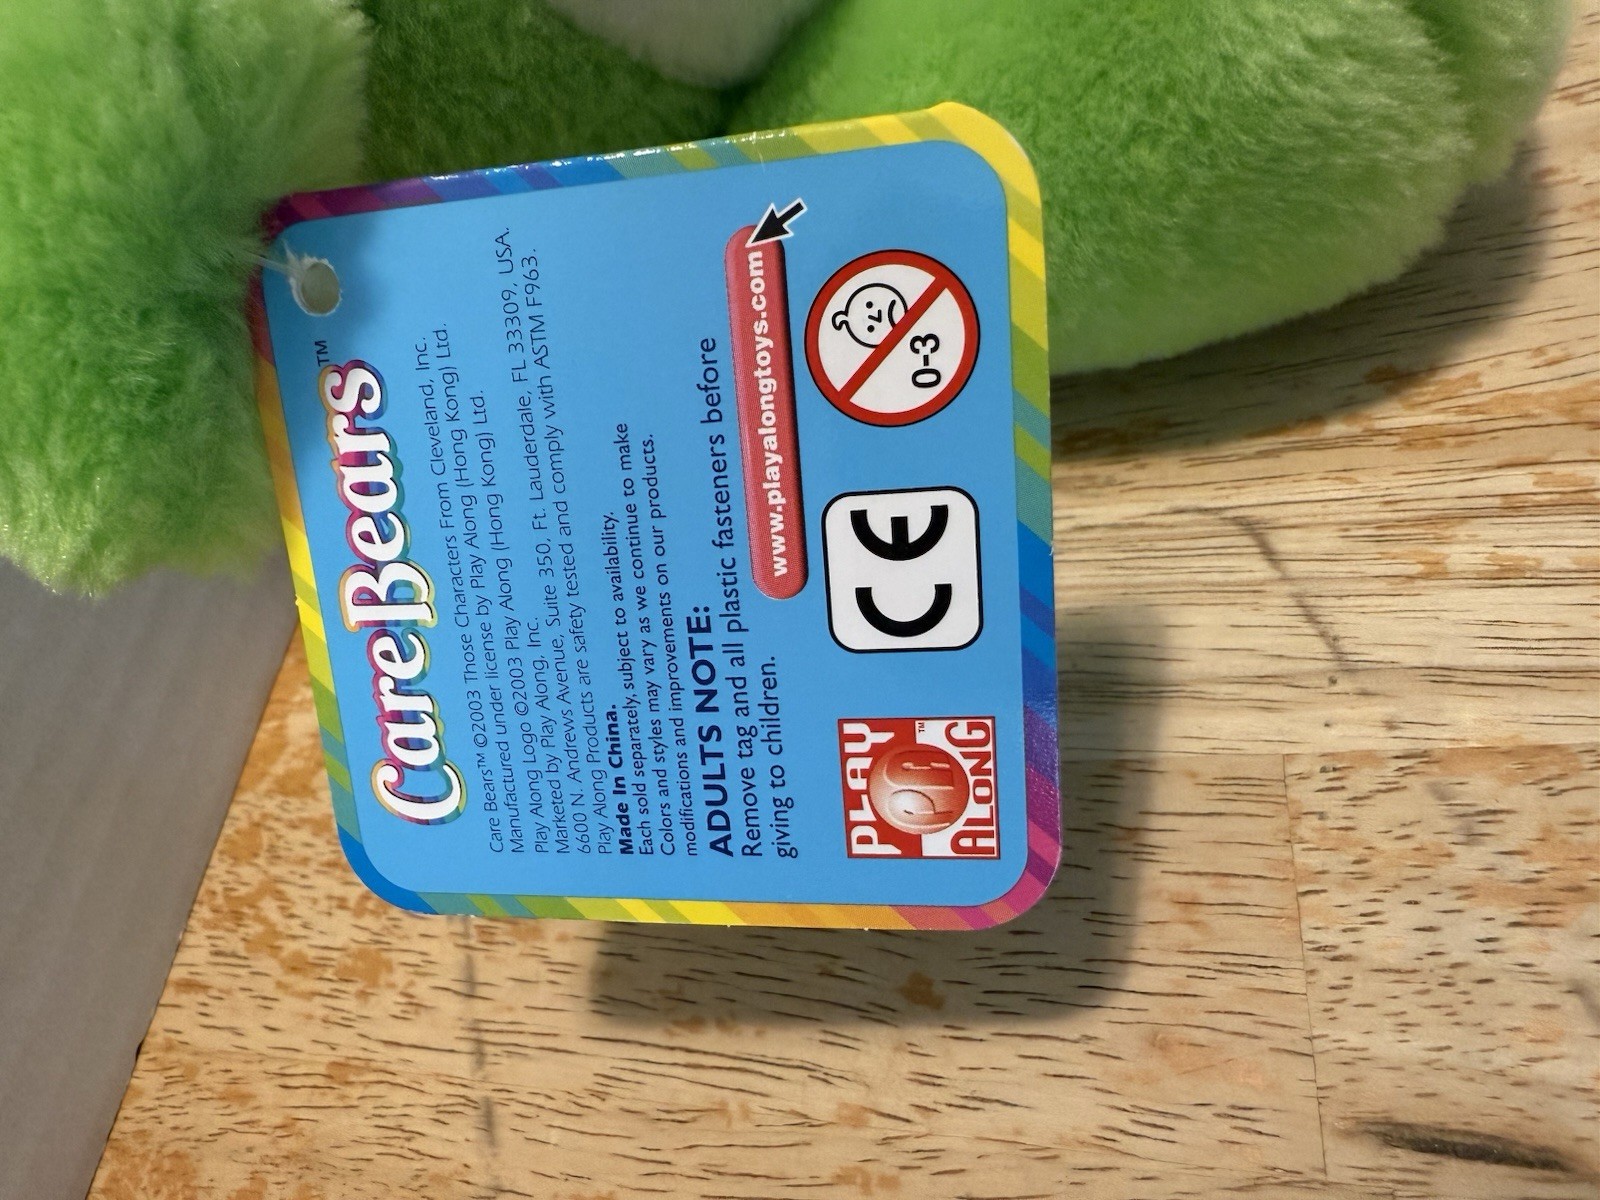 CareBears™
Care Bears™ ©2003 Those Characters From Cleveland, Inc.
Manufactured under license by Play Along (Hong Kong) Ltd.
Play Along Logo ©2003 Play Along (Hong Kong) Ltd.
Marketed by Play Along, Inc.
6600 N. Andrews Avenue, Suite 350, Ft. Lauderdale, FL 33309, USA.
Play Along Products are safety tested and comply with ASTM F963.
Made In China.
Each sold separately, subject to availability.
Colors and styles may vary as we continue to make
modifications and improvements on our products.
ADULTS NOTE:
Remove tag and all plastic fasteners before
giving to children.
www.playalongtoys.com
PLAY
PA
ALONG™
CE
0-3